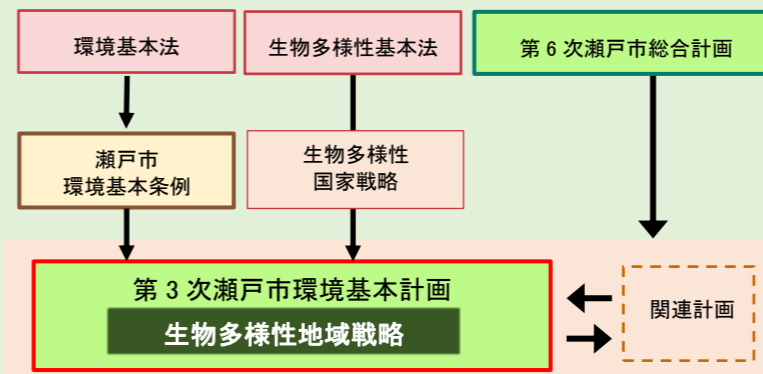 環境基本法
生物多様性基本法
第6次瀬戸市総合計画
瀬戸市
環境基本条例
生物多様性
国家戦略
第3次瀬戸市環境基本計画
生物多様性地域戦略
関連計画